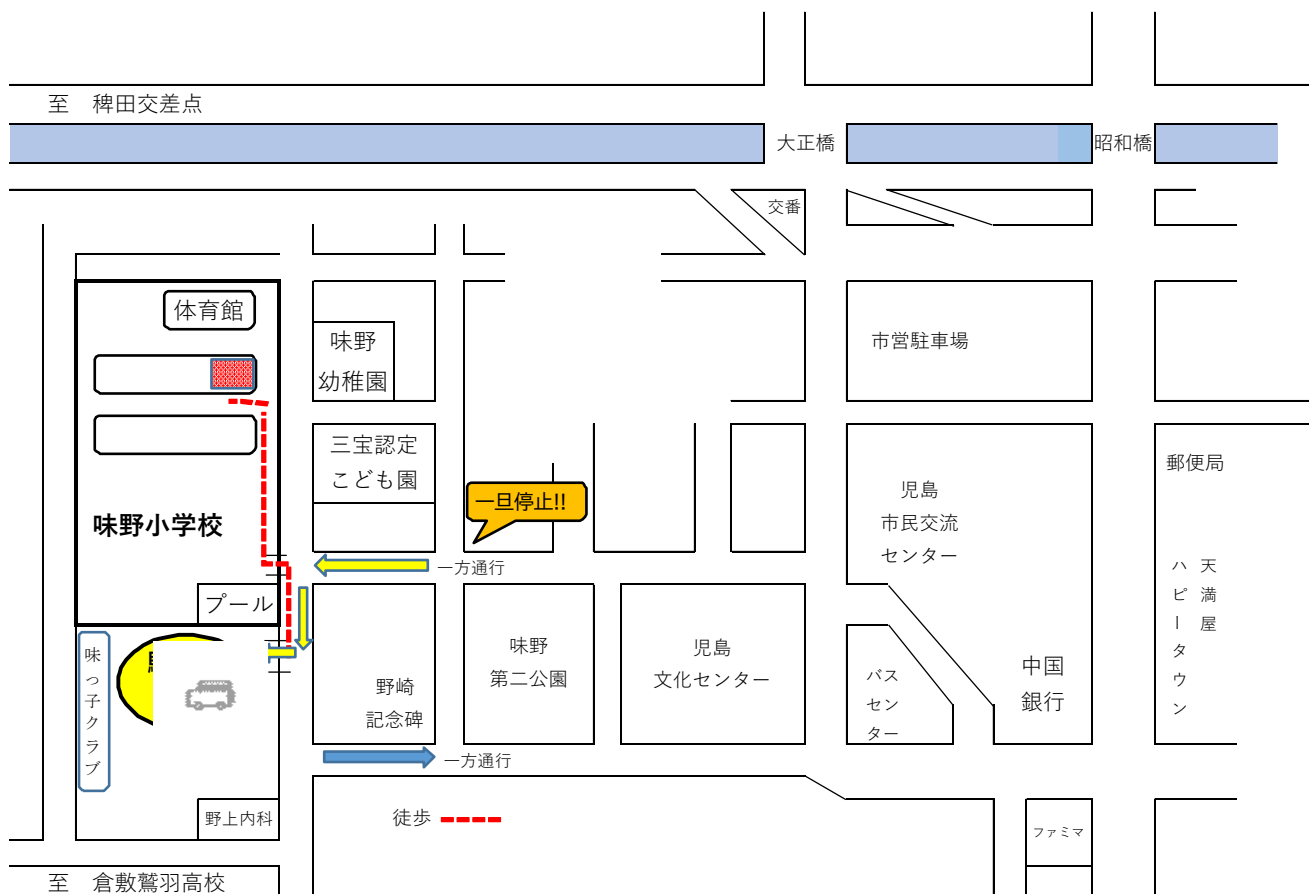 至 稗田交差点
大正橋
昭和橋
交番
体育館
味野
幼稚園
市営駐車場
三宝認定
こども園
郵便局
一旦停止!!
児島
市民交流
センター
味野小学校
一方通行
天満屋
ハピータウン
プール
味っ子クラブ
野崎
記念碑
味野
第二公園
児島
文化センター
バス
セン
ター
中国
銀行
一方通行
野上内科
徒歩
ファミマ
至 倉敷鷲羽高校